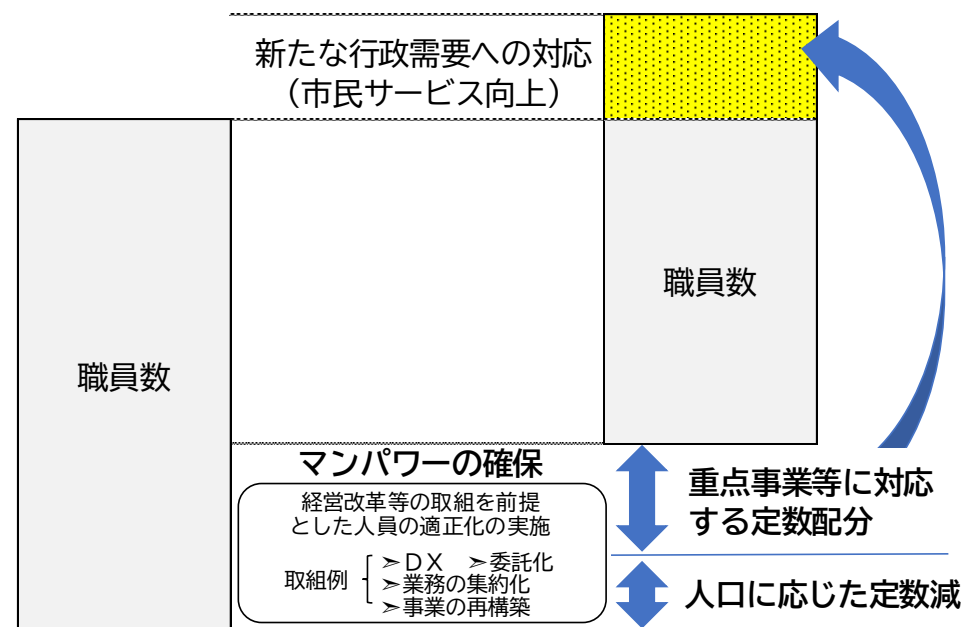 新たな行政需要への対応
（市民サービス向上）
職員数
職員数
マンパワーの確保
経営改革等の取組を前提
とした人員の適正化の実施
取組例
➣ＤＸ　➣委託化
➣業務の集約化
➣事業の再構築
重点事業等に対応
する定数配分
人口に応じた定数減